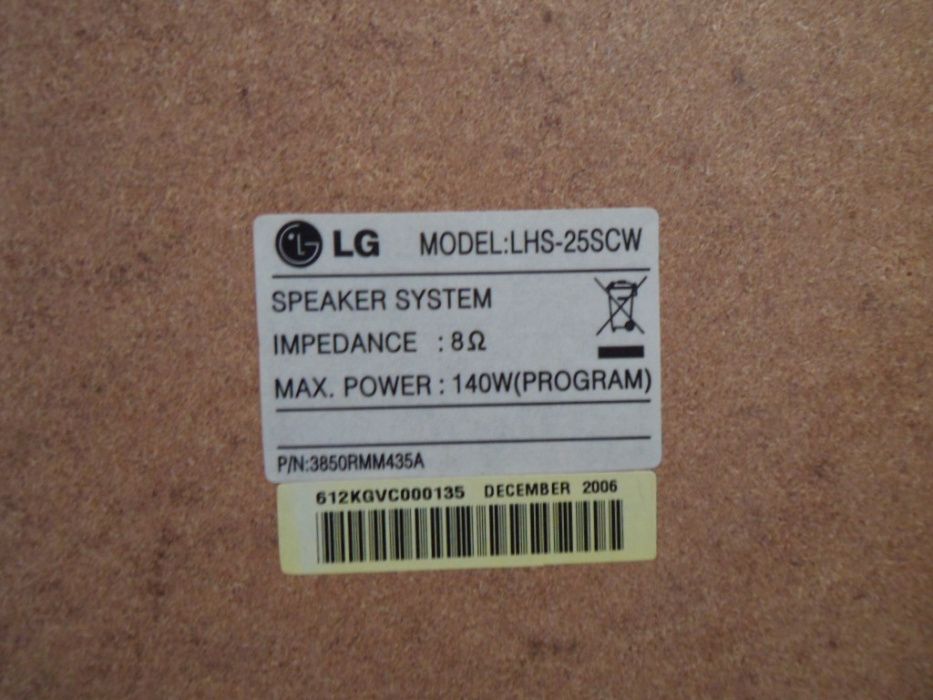 LG MODEL:LHS-25SCW
SPEAKER SYSTEM
IMPEDANCE : 8Ω
MAX. POWER : 140W(PROGRAM)
P/N:3850RMM435A
612KGVC000135 DECEMBER 2006